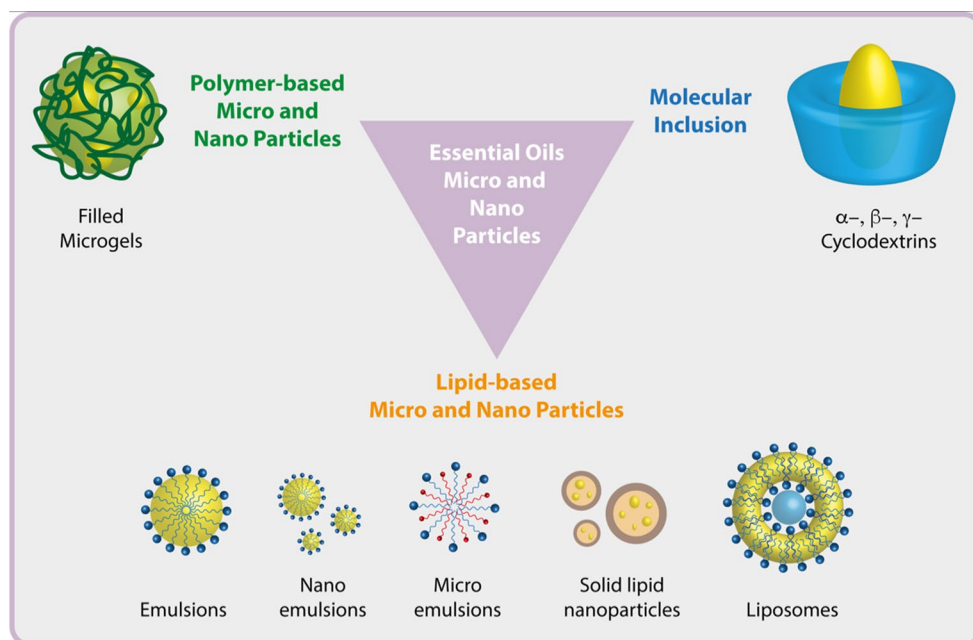 Polymer-based
Micro and
Nano Particles
Molecular
Inclusion
Essential Oils
Micro and
Nano
Particles
Filled
Microgels
α–, β–, γ–
Cyclodextrins
Lipid-based
Micro and Nano Particles
Emulsions
Nano
emulsions
Micro
emulsions
Solid lipid
nanoparticles
Liposomes